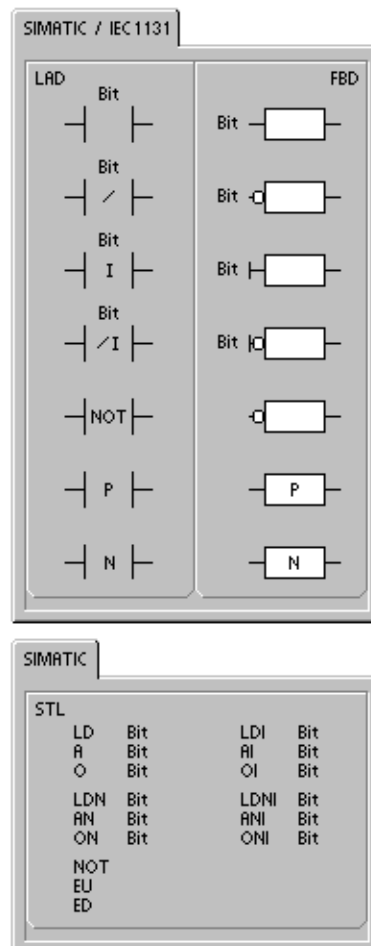 SIMATIC / IEC1131
LAD FBD
Bit
Bit
Bit
/
Bit
Bit
I
Bit
Bit
/I
Bit
NOT
P P
N N
SIMATIC
STL
LD Bit LDI Bit
A Bit AI Bit
O Bit OI Bit
LDN Bit LDNI Bit
AN Bit ANI Bit
ON Bit ONI Bit
NOT
EU
ED